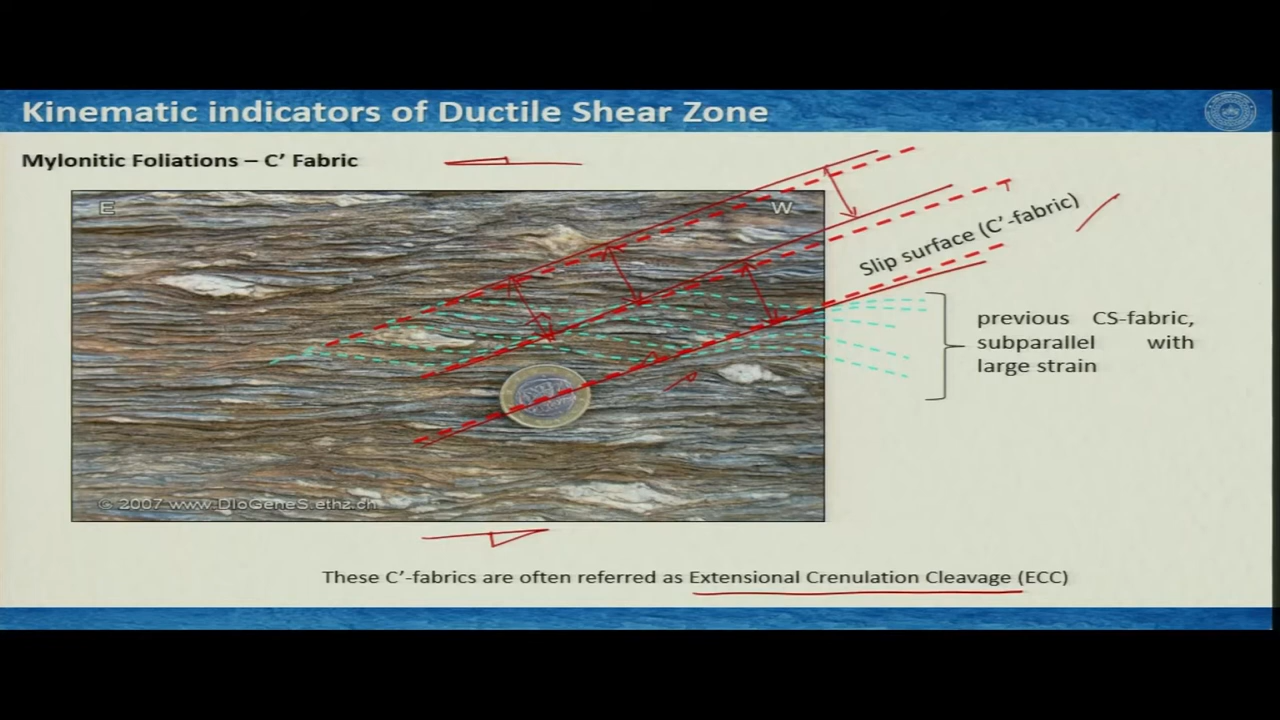 Kinematic indicators of Ductile Shear Zone
Mylonitic Foliations – C’ Fabric
E
W
Slip surface (C’-fabric)
previous CS-fabric,
subparallel with
large strain
© 2007 www.DIoGeneS.ethz.ch
These C’-fabrics are often referred as Extensional Crenulation Cleavage (ECC)